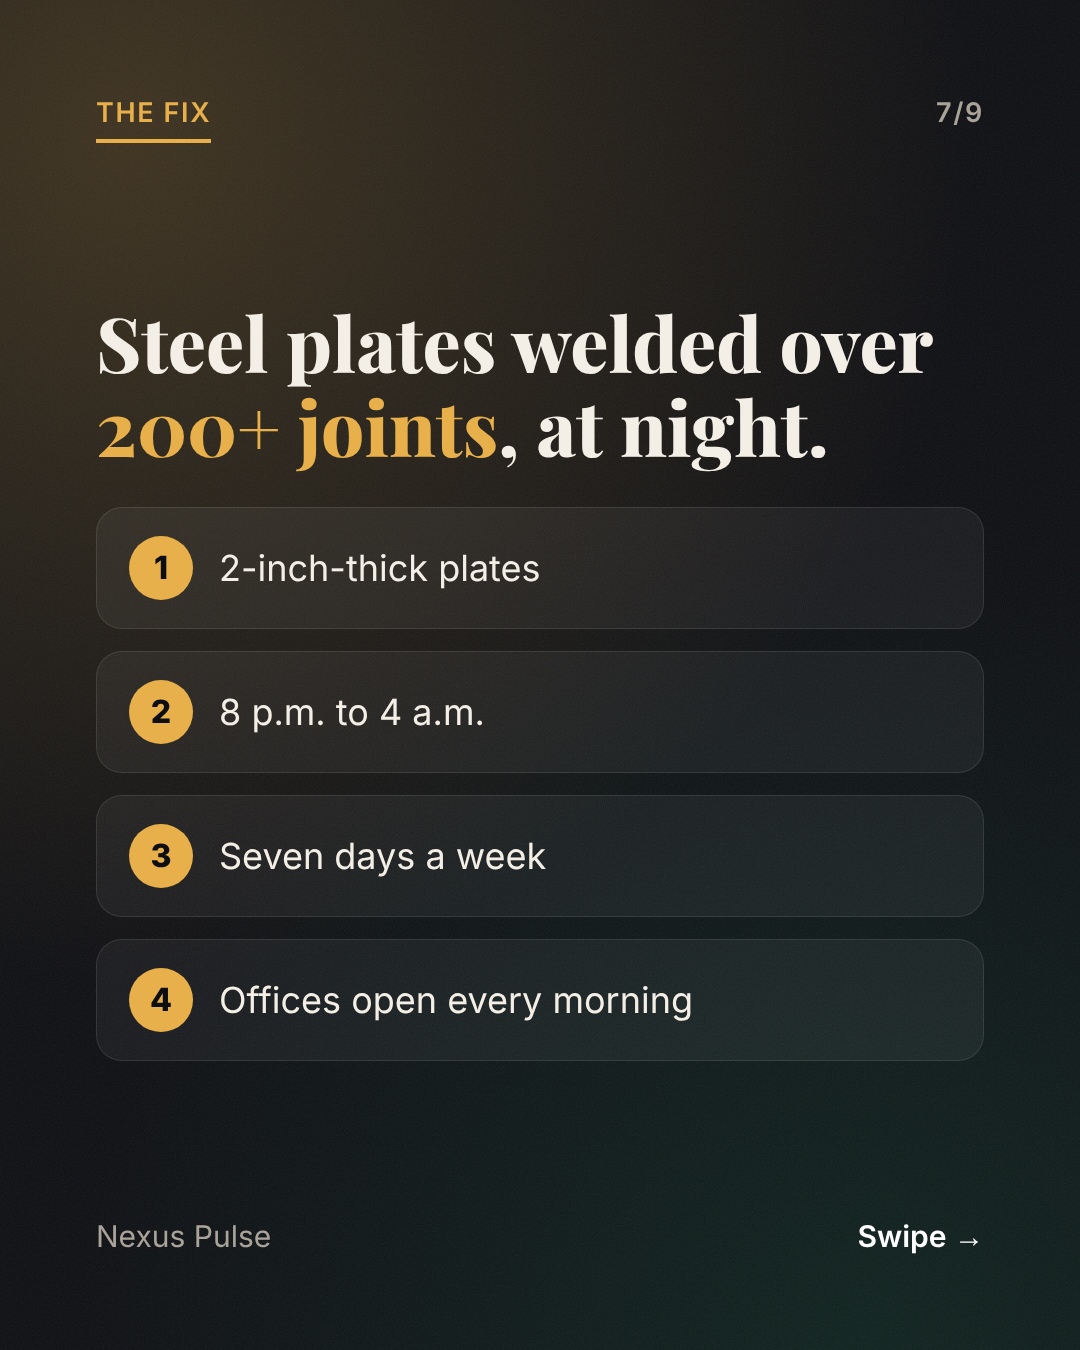 THE FIX
7/9
Steel plates welded over
200+ joints, at night.
1 2-inch-thick plates
2 8 p.m. to 4 a.m.
3 Seven days a week
4 Offices open every morning
Nexus Pulse
Swipe →